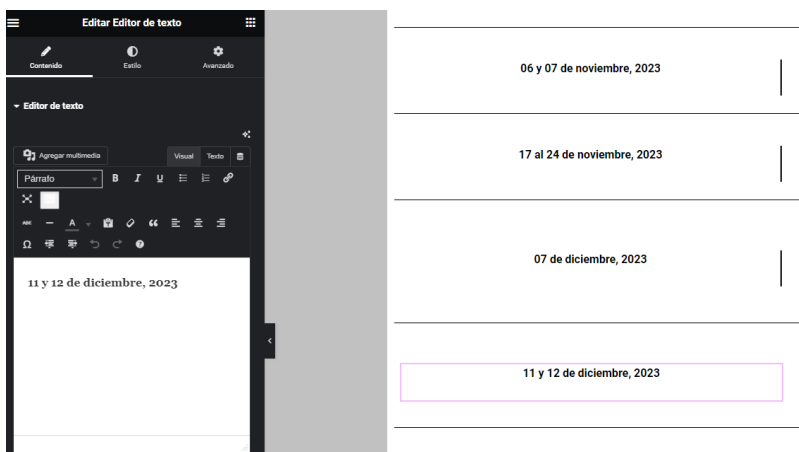 Editar Editor de texto
Contenido
Estilo
Avanzado
Editor de texto
Agregar multimedia
Visual
Texto
Párrafo
B I U
ABC
A
Ω
11 y 12 de diciembre, 2023
06 y 07 de noviembre, 2023
17 al 24 de noviembre, 2023
07 de diciembre, 2023
11 y 12 de diciembre, 2023